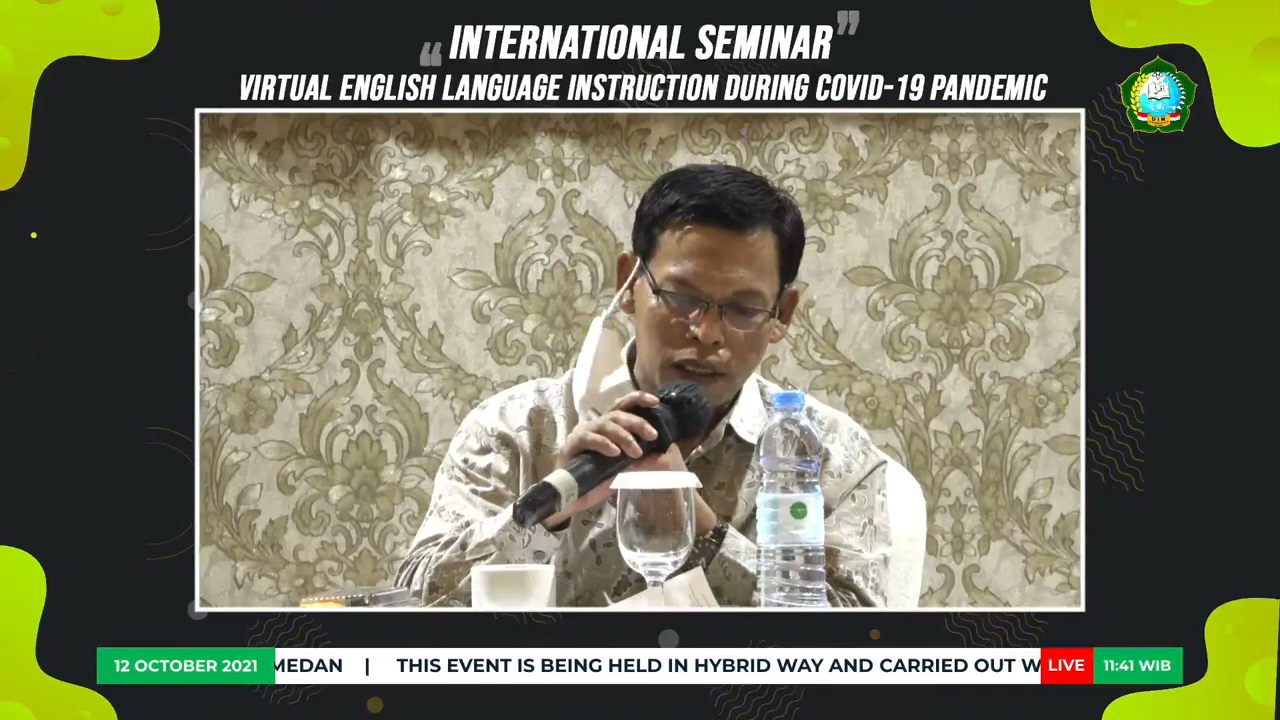 “ INTERNATIONAL SEMINAR ”
VIRTUAL ENGLISH LANGUAGE INSTRUCTION DURING COVID-19 PANDEMIC
UIN
12 OCTOBER 2021
MEDAN | THIS EVENT IS BEING HELD IN HYBRID WAY AND CARRIED OUT W
LIVE
11:41 WIB